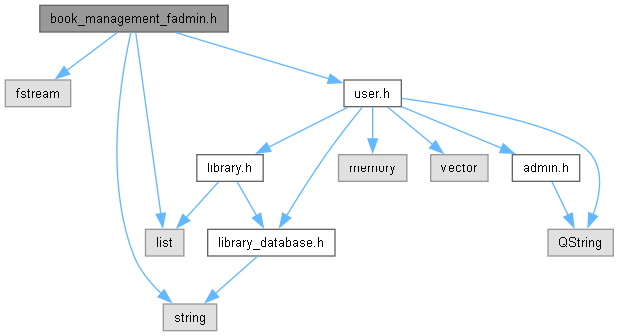 book_management_fadmin.h
fstream
user.h
library.h
memory
vector
admin.h
list
library_database.h
QString
string